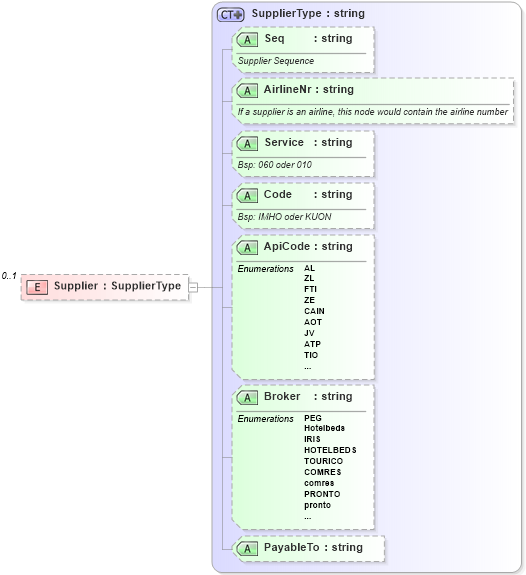 CT+ SupplierType : string
A Seq : string
Supplier Sequence
A AirlineNr : string
If a supplier is an airline, this node would contain the airline number
A Service : string
Bsp: 060 oder 010
A Code : string
Bsp: IMHO oder KUON
A ApiCode : string
Enumerations AL
ZL
0..1
E Supplier : SupplierType
FTI
ZE
CAIN
AOT
JV
ATP
TIO
...
A Broker : string
Enumerations PEG
Hotelbeds
IRIS
HOTELBEDS
TOURICO
COMRES
comres
PRONTO
pronto
...
A PayableTo : string